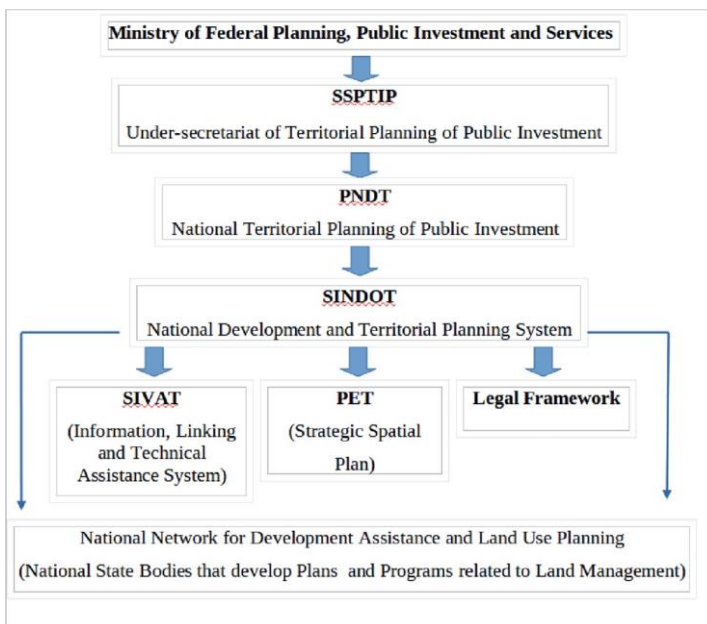 Ministry of Federal Planning, Public Investment and Services
SSPTIP
Under-secretariat of Territorial Planning of Public Investment
PNDT
National Territorial Planning of Public Investment
SINDOT
National Development and Territorial Planning System
SIVAT
(Information, Linking
and Technical
Assistance System)
PET
(Strategic Spatial
Plan)
Legal Framework
National Network for Development Assistance and Land Use Planning
(National State Bodies that develop Plans and Programs related to Land Management)